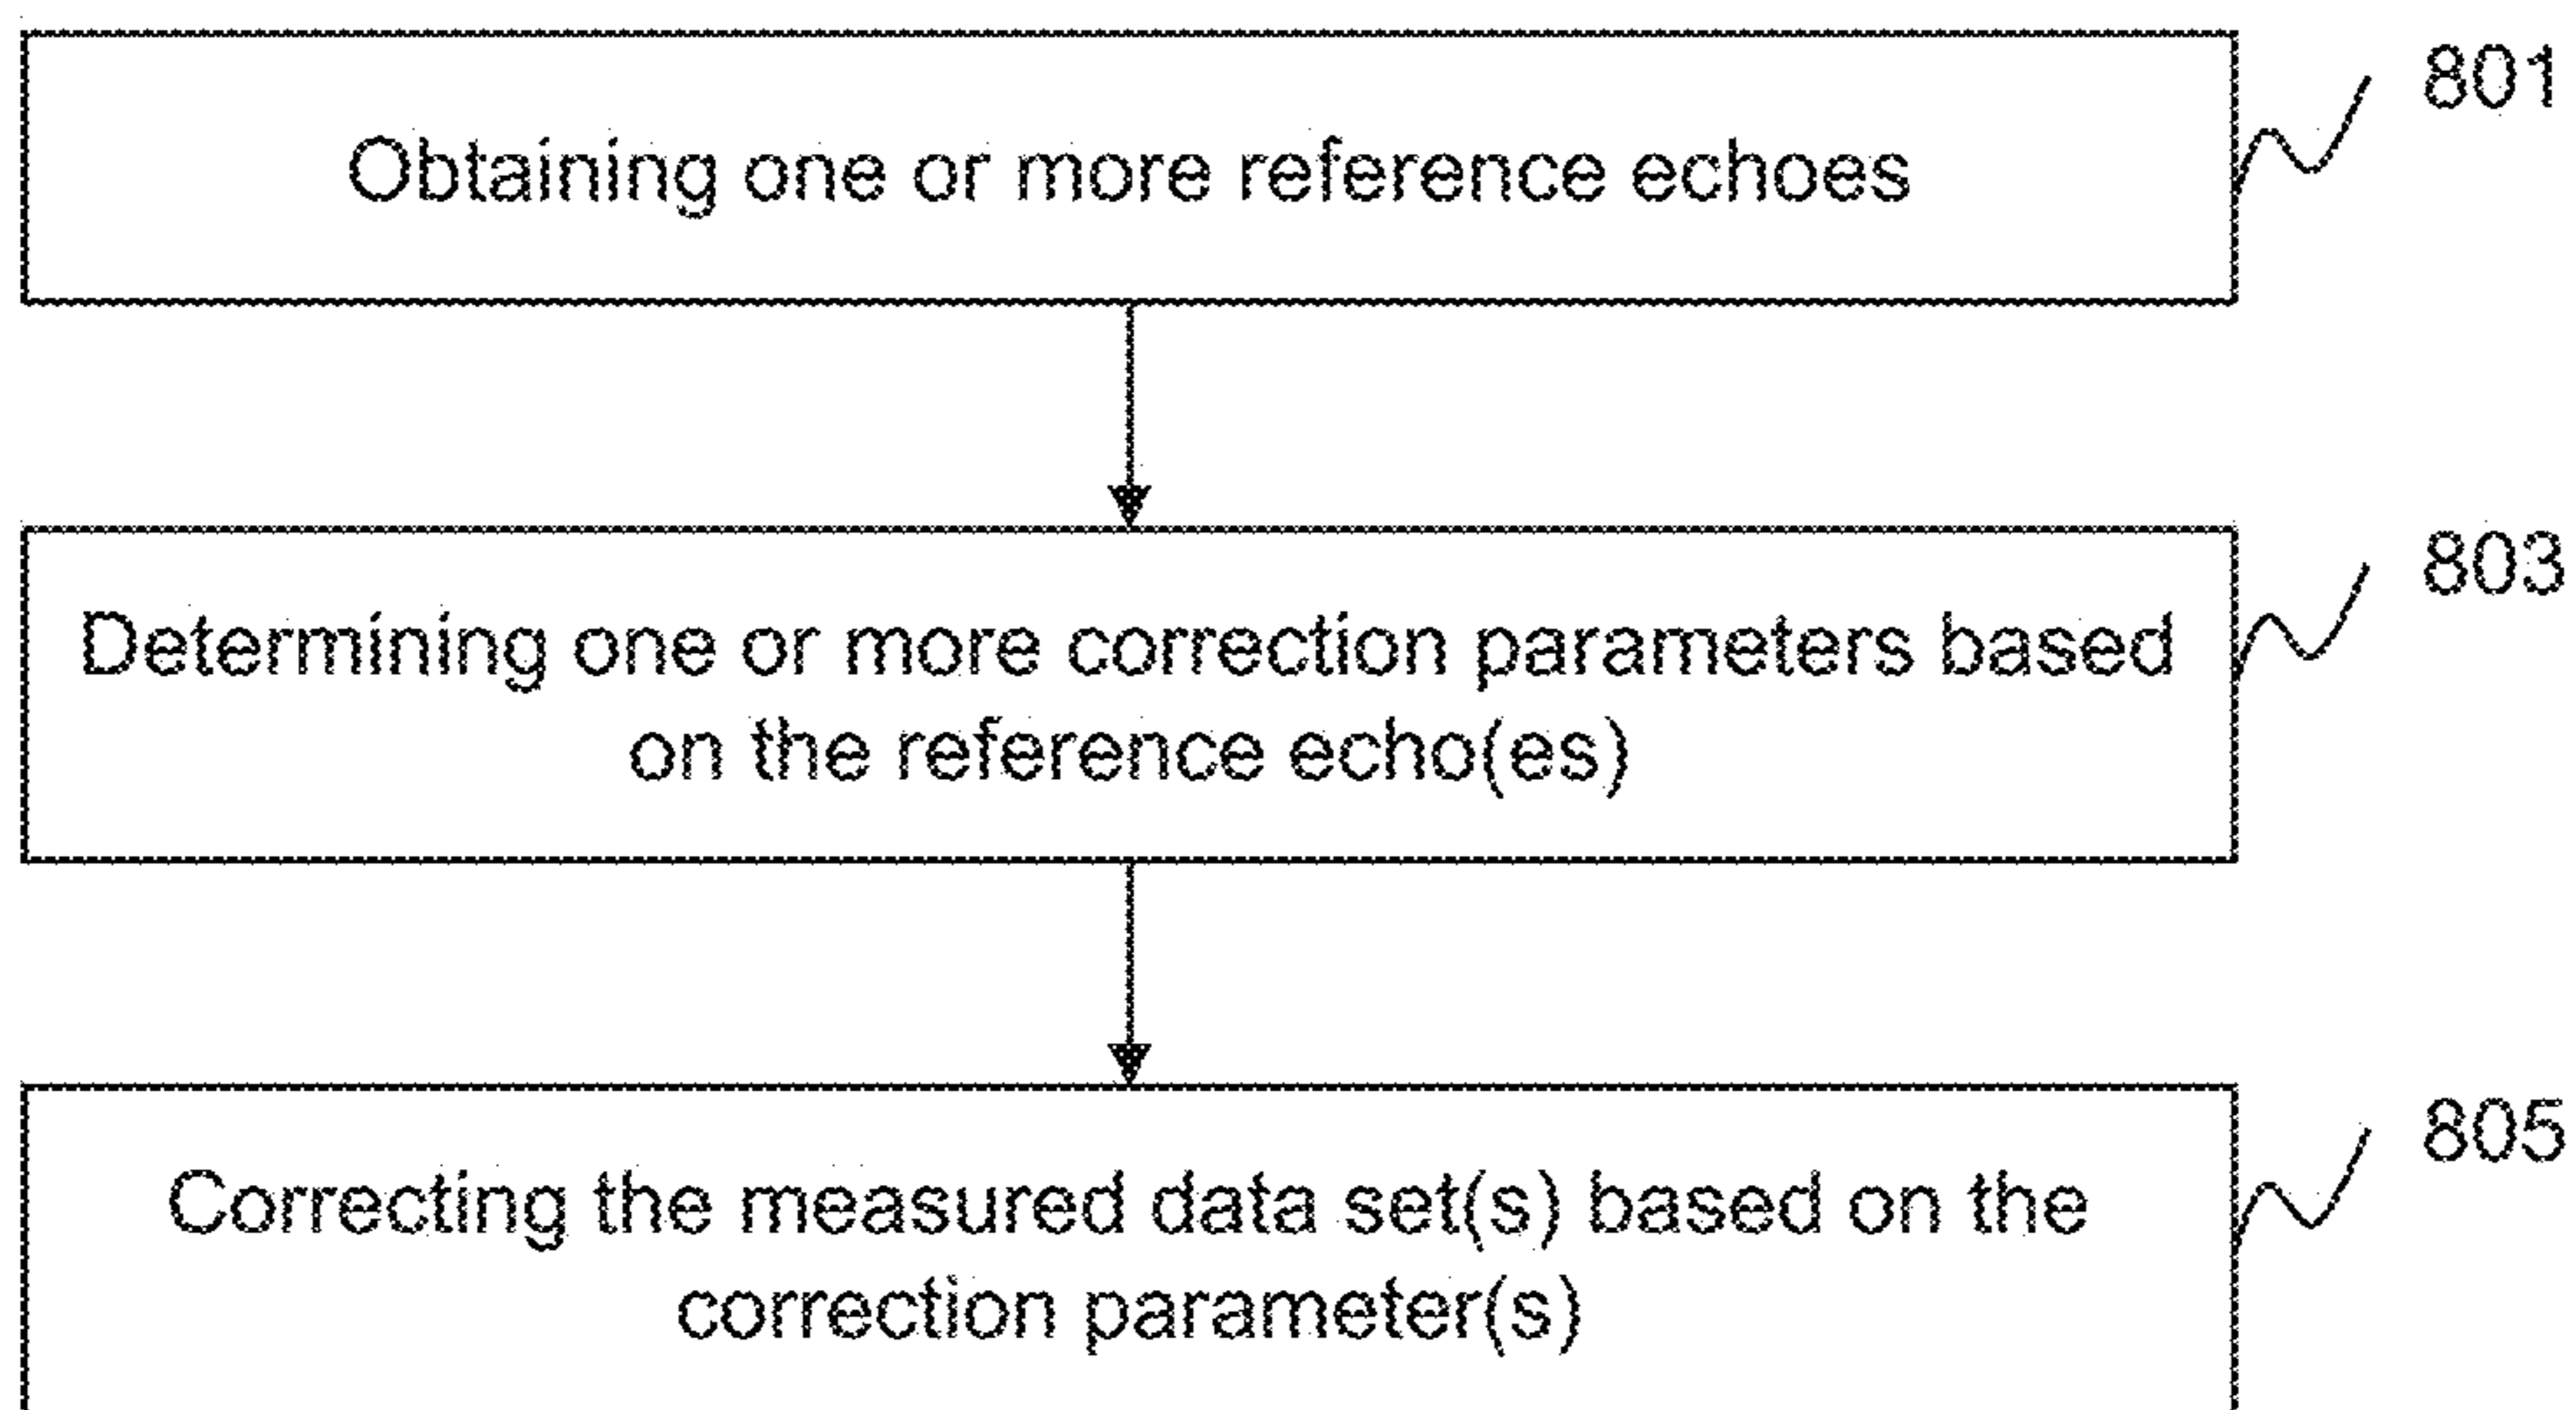 801
Obtaining one or more reference echoes
803
Determining one or more correction parameters based
on the reference echo(es)
805
Correcting the measured data set(s) based on the
correction parameter(s)